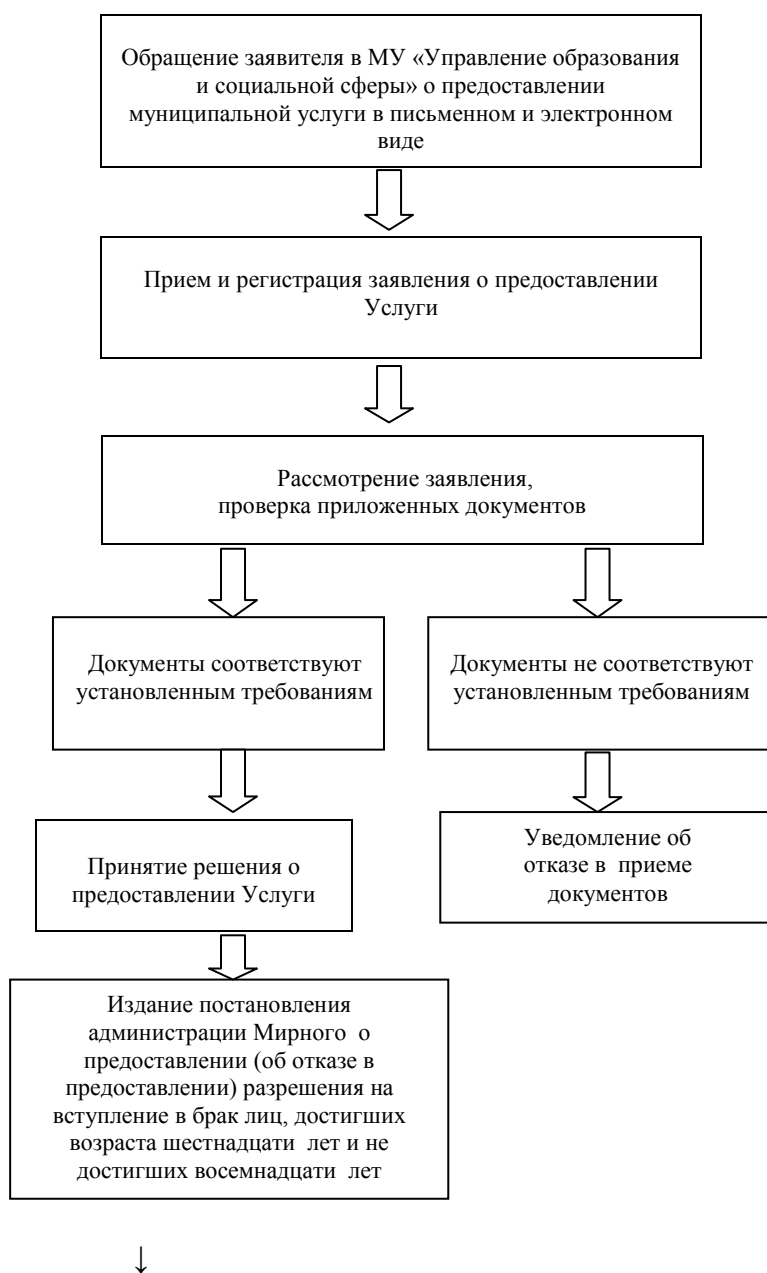 Обращение заявителя в МУ «Управление образования
и социальной сферы» о предоставлении
муниципальной услуги в письменном и электронном
виде
Прием и регистрация заявления о предоставлении
Услуги
Рассмотрение заявления,
проверка приложенных документов
Документы соответствуют
установленным требованиям
Документы не соответствуют
установленным требованиям
Принятие решения о
предоставлении Услуги
Уведомление об
отказе в приеме
документов
Издание постановления
администрации Мирного о
предоставлении (об отказе в
предоставлении) разрешения на
вступление в брак лиц, достигших
возраста шестнадцати лет и не
достигших восемнадцати лет
↓